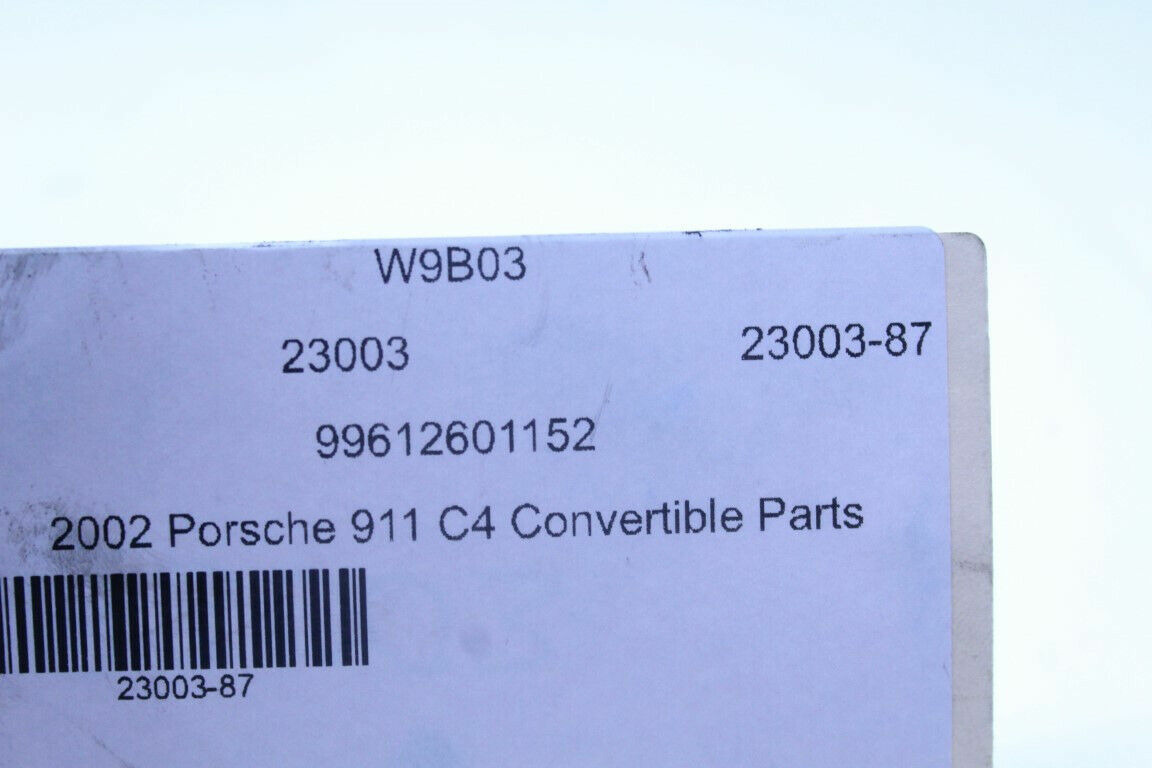 W9B03
23003 23003-87
99612601152
2002 Porsche 911 C4 Convertible Parts
23003-87